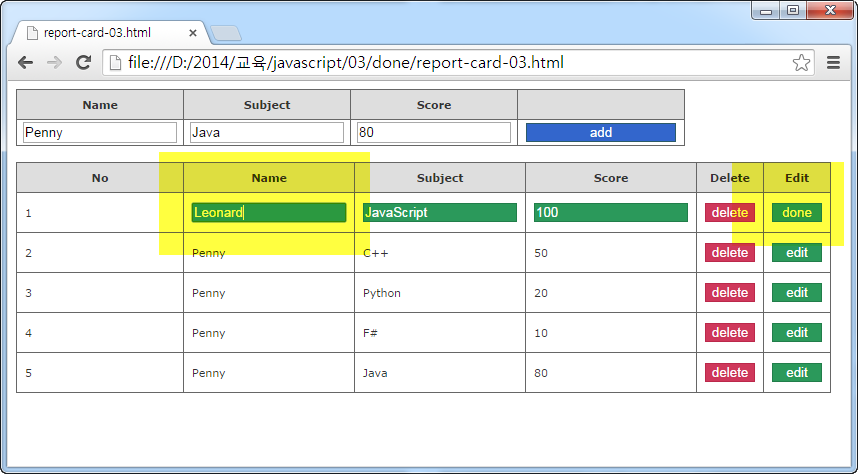 report-card-03.html
file:///D:/2014/교육/javascript/03/done/report-card-03.html
Name Subject Score
Penny Java 80 add
No Name Subject Score Delete Edit
1 Leonard JavaScript 100 delete done
2 Penny C++ 50 delete edit
3 Penny Python 20 delete edit
4 Penny F# 10 delete edit
5 Penny Java 80 delete edit